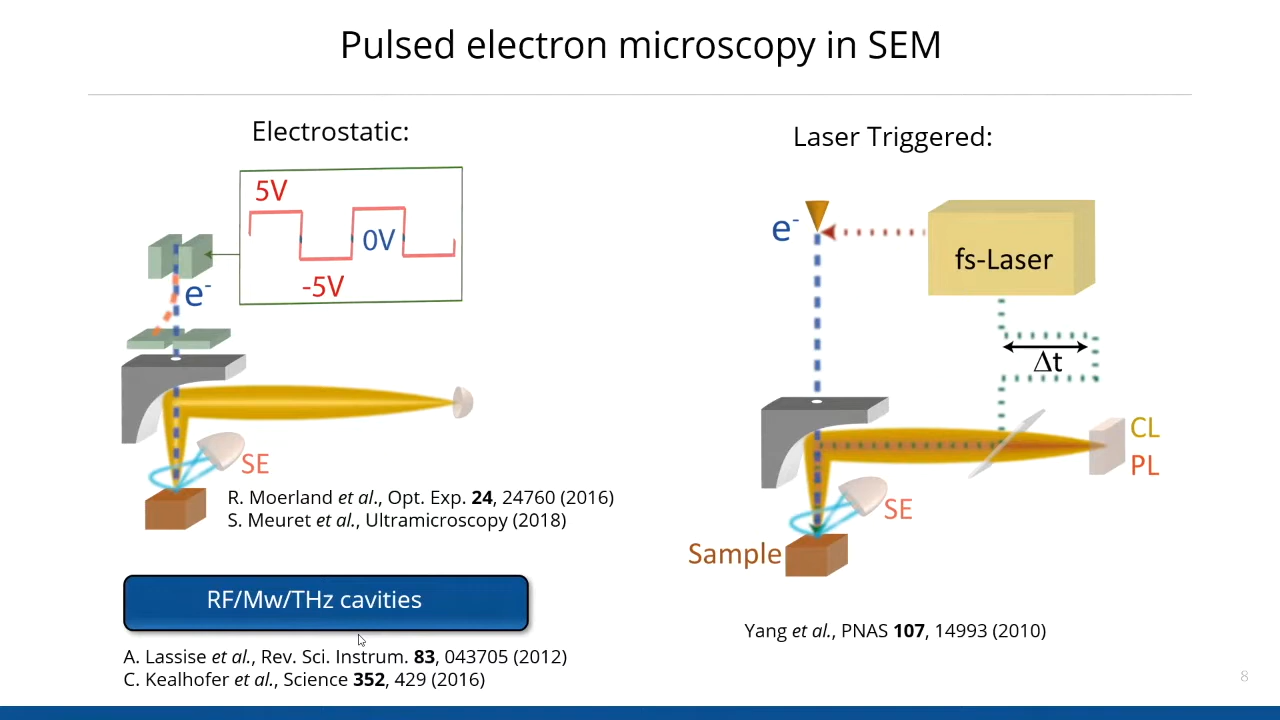 Pulsed electron microscopy in SEM
Electrostatic:
5V
0V
-5V
e-
SE
R. Moerland et al., Opt. Exp. 24, 24760 (2016)
S. Meuret et al., Ultramicroscopy (2018)
RF/Mw/THz cavities
A. Lassise et al., Rev. Sci. Instrum. 83, 043705 (2012)
C. Kealhofer et al., Science 352, 429 (2016)
Laser Triggered:
e-
fs-Laser
Δt
CL
PL
SE
Sample
Yang et al., PNAS 107, 14993 (2010)
8